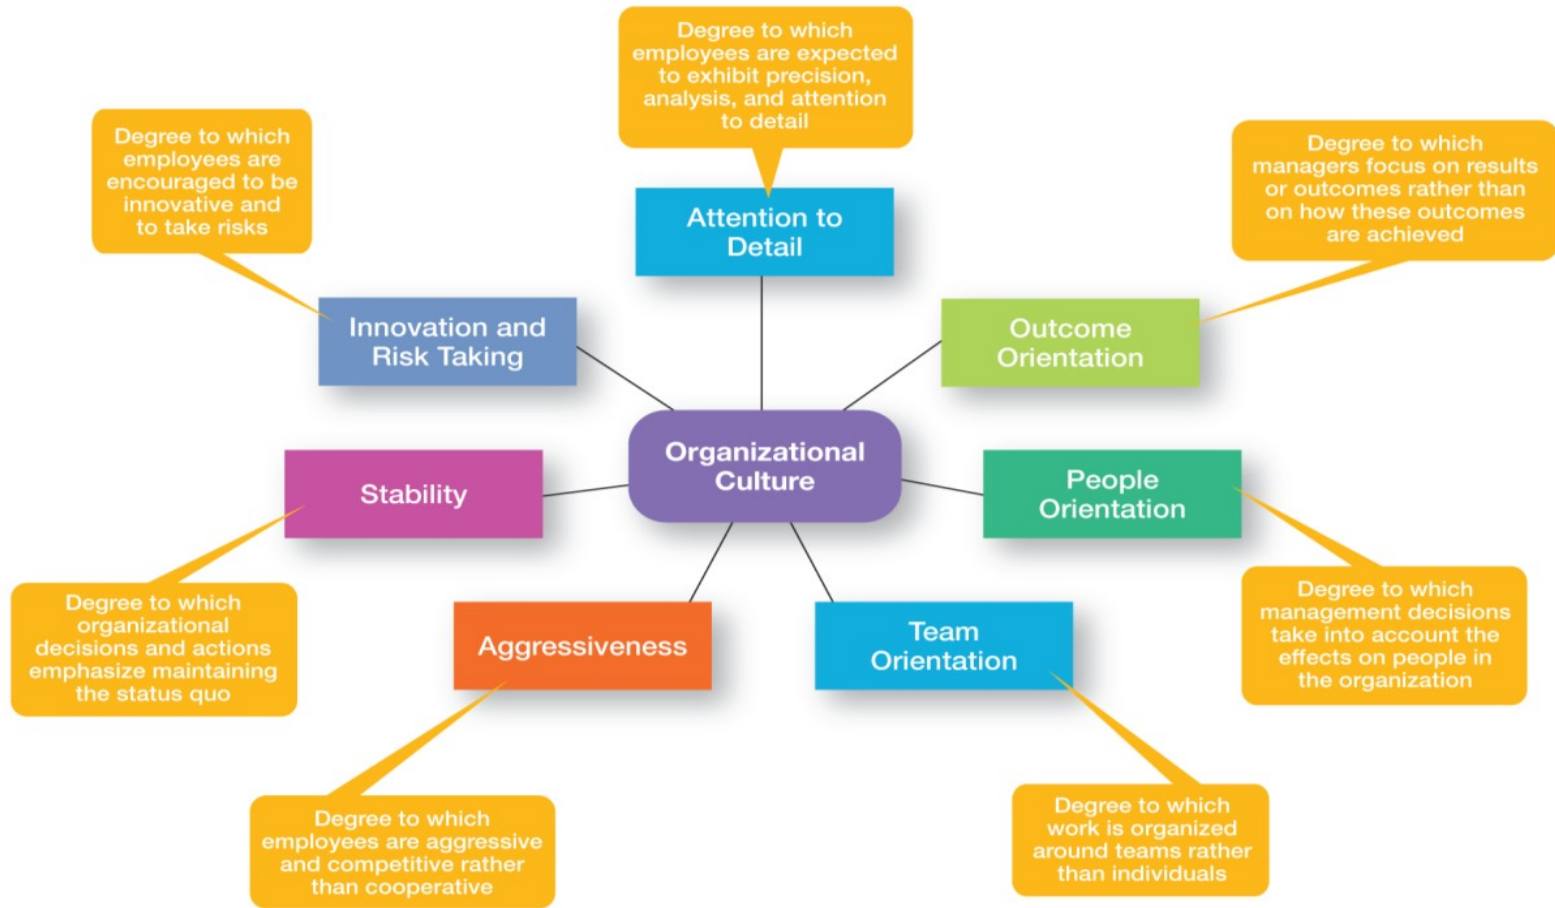 Degree to which
employees are expected
to exhibit precision,
analysis, and attention
to detail
Degree to which
employees are
encouraged to be
innovative and
to take risks
Degree to which
managers focus on results
or outcomes rather than
on how these outcomes
are achieved
Attention to
Detail
Innovation and
Risk Taking
Outcome
Orientation
Organizational
Culture
Stability
People
Orientation
Degree to which
organizational
decisions and actions
emphasize maintaining
the status quo
Aggressiveness
Team
Orientation
Degree to which
management decisions
take into account the
effects on people in
the organization
Degree to which
employees are aggressive
and competitive rather
than cooperative
Degree to which
work is organized
around teams rather
than individuals